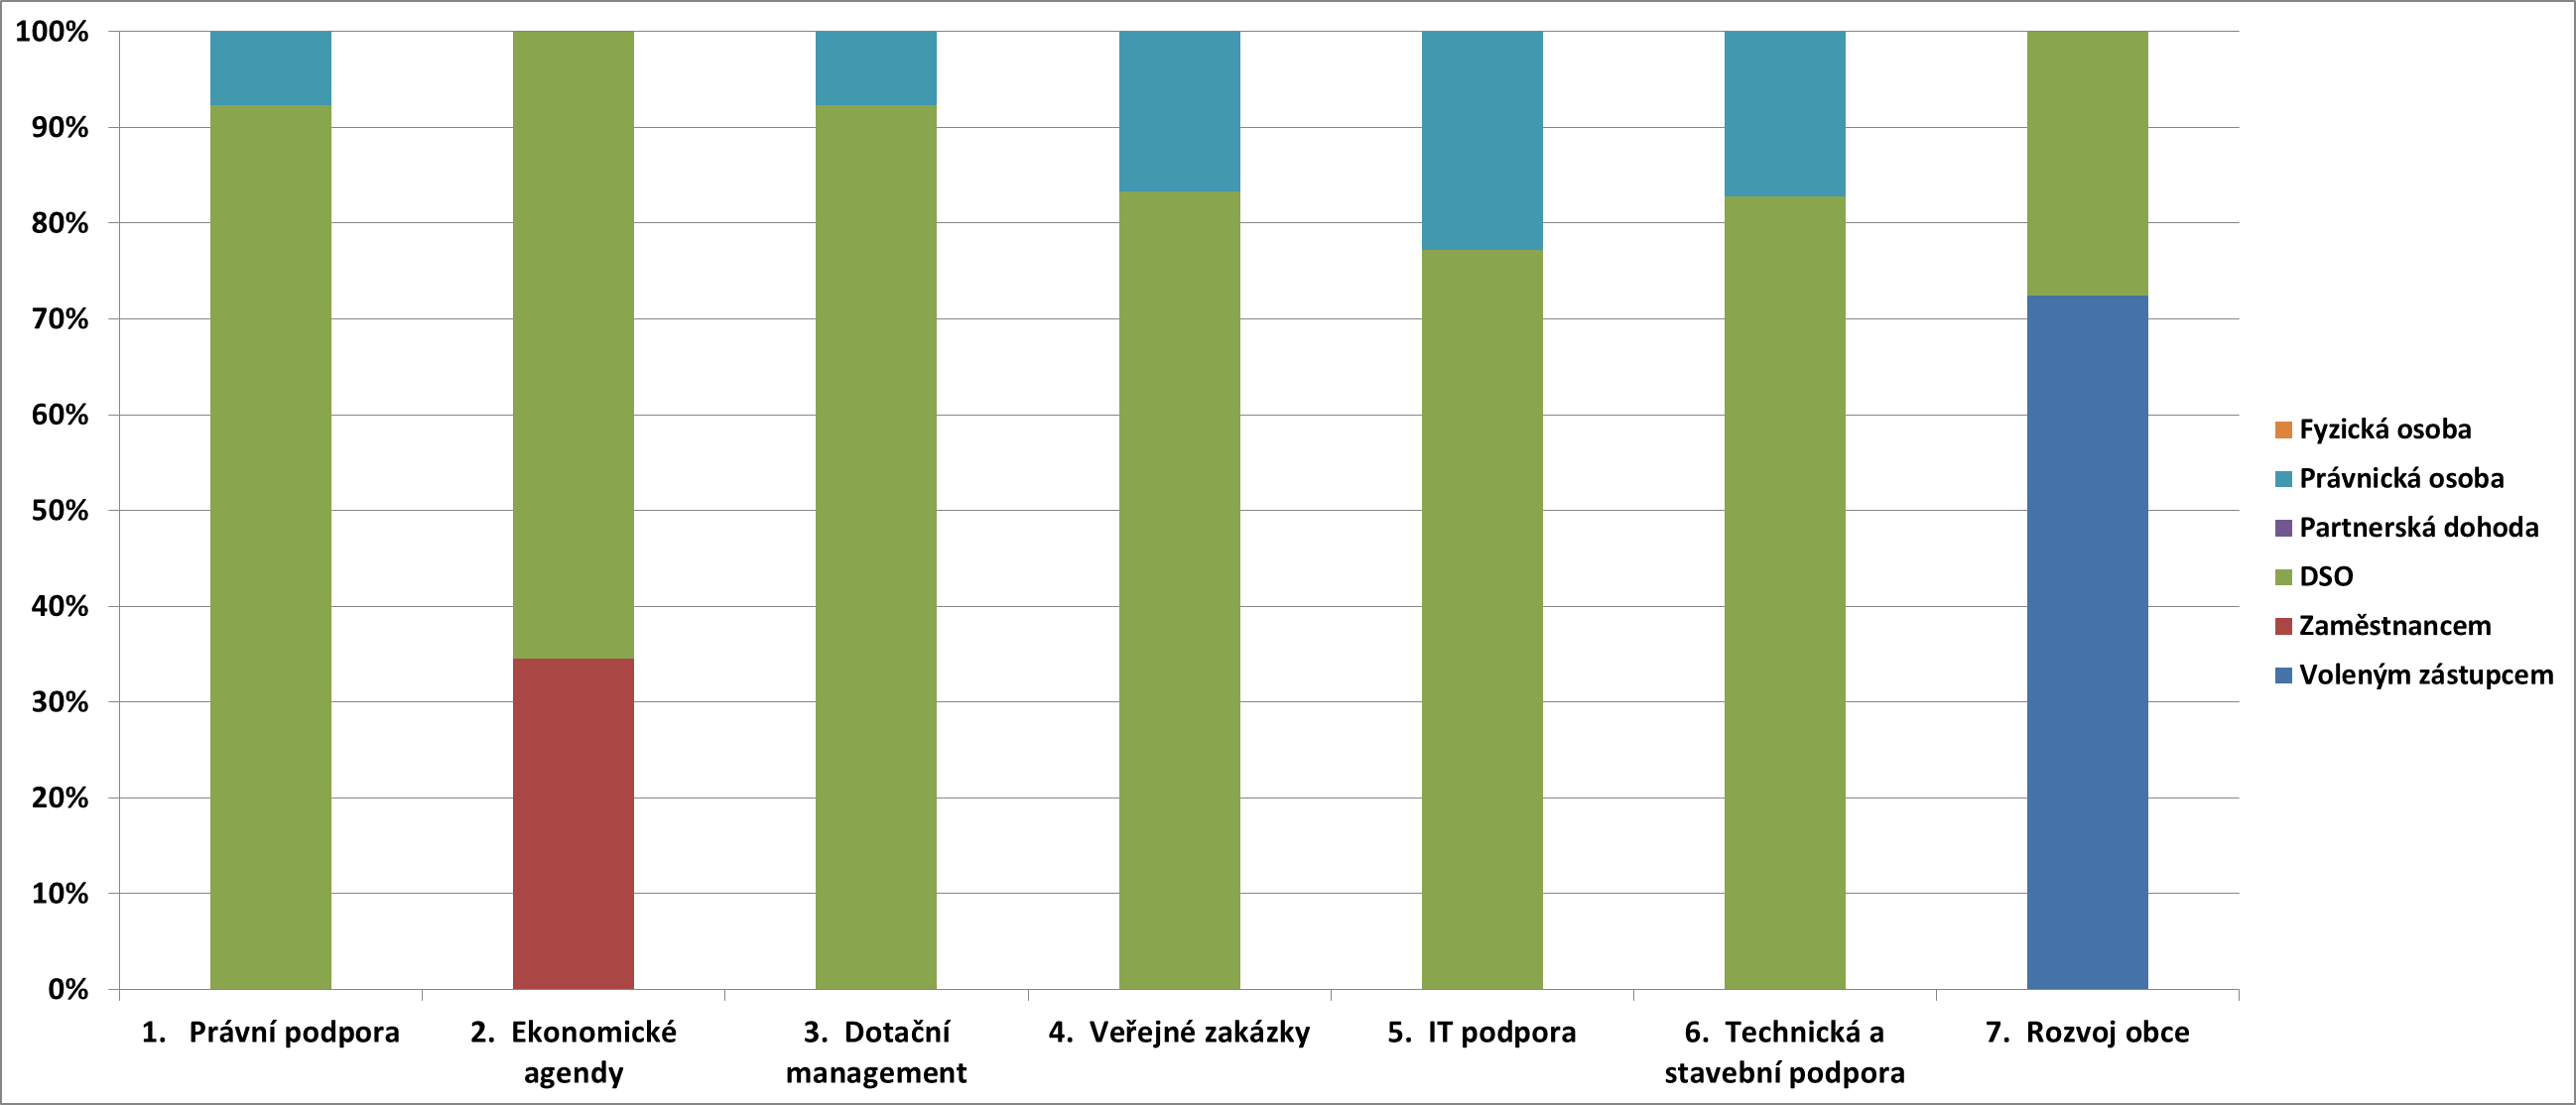 100%
90%
80%
70%
60%
50%
40%
30%
20%
10%
0%
1. Právní podpora
2. Ekonomické
agendy
3. Dotační
management
4. Veřejné zakázky
5. IT podpora
6. Technická a
stavební podpora
7. Rozvoj obce
Fyzická osoba
Právnická osoba
Partnerská dohoda
DSO
Zaměstnancem
Voleným zástupcem